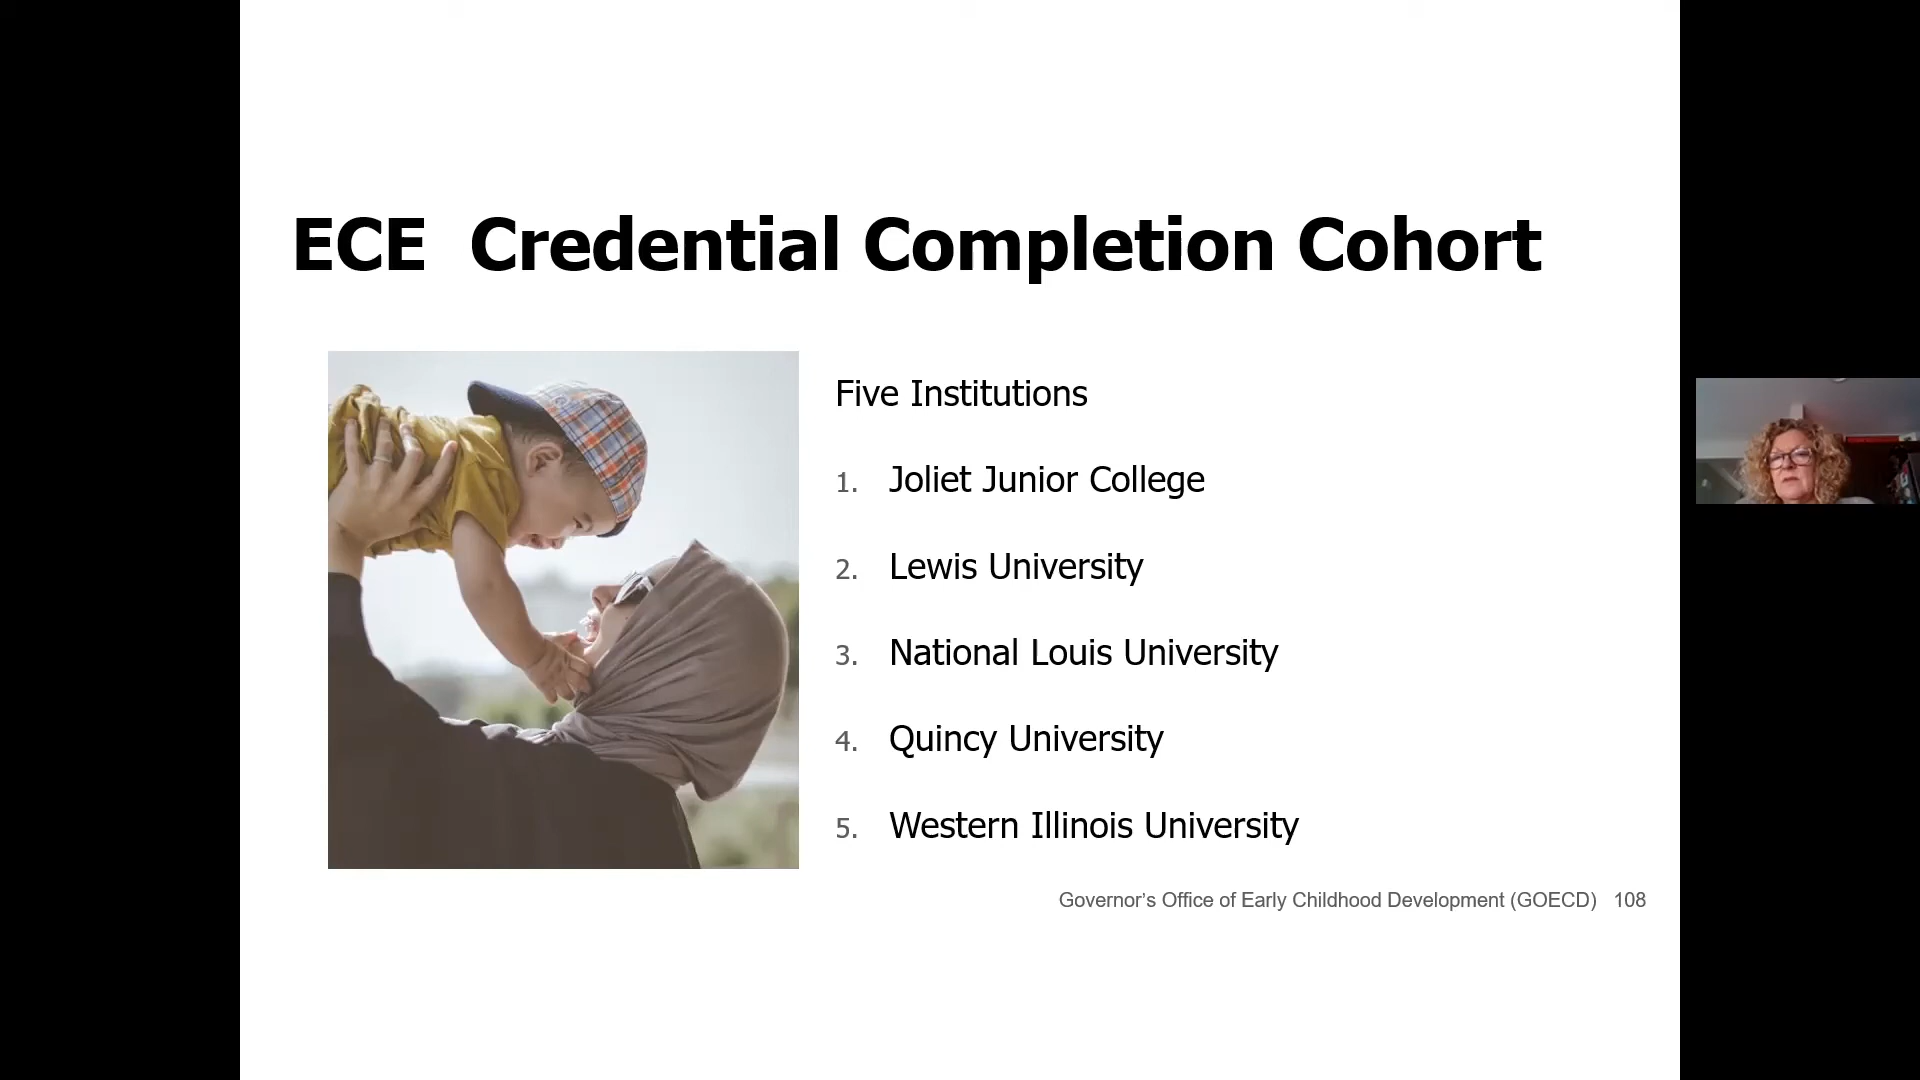 ECE  Credential Completion Cohort
Five Institutions
1. Joliet Junior College
2. Lewis University
3. National Louis University
4. Quincy University
5. Western Illinois University
Governor’s Office of Early Childhood Development (GOECD) 108